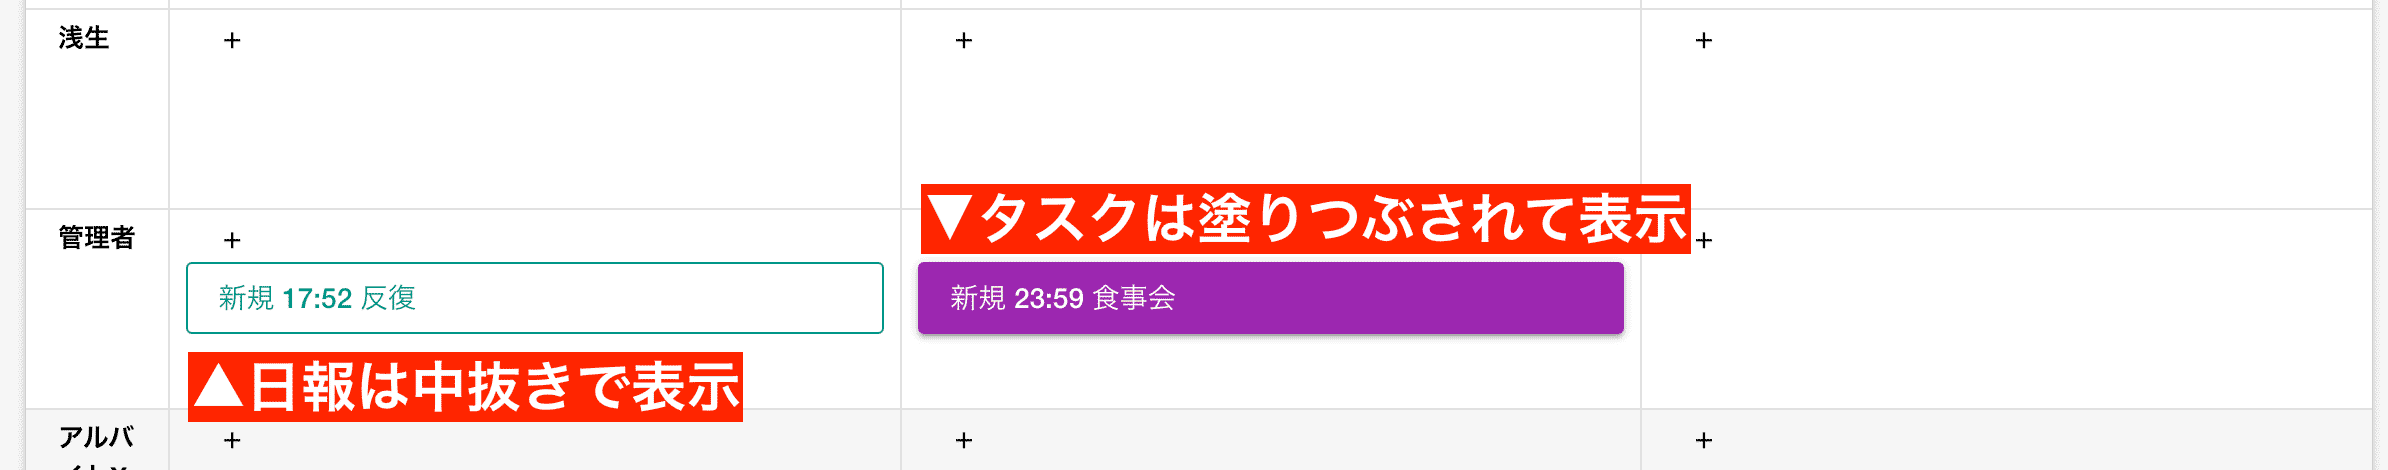 浅生
+
+
+
▼タスクは塗りつぶされて表示
管理者
+
+
新規 17:52 反復
新規 23:59 食事会
▲日報は中抜きで表示
アルバ
+
+
+